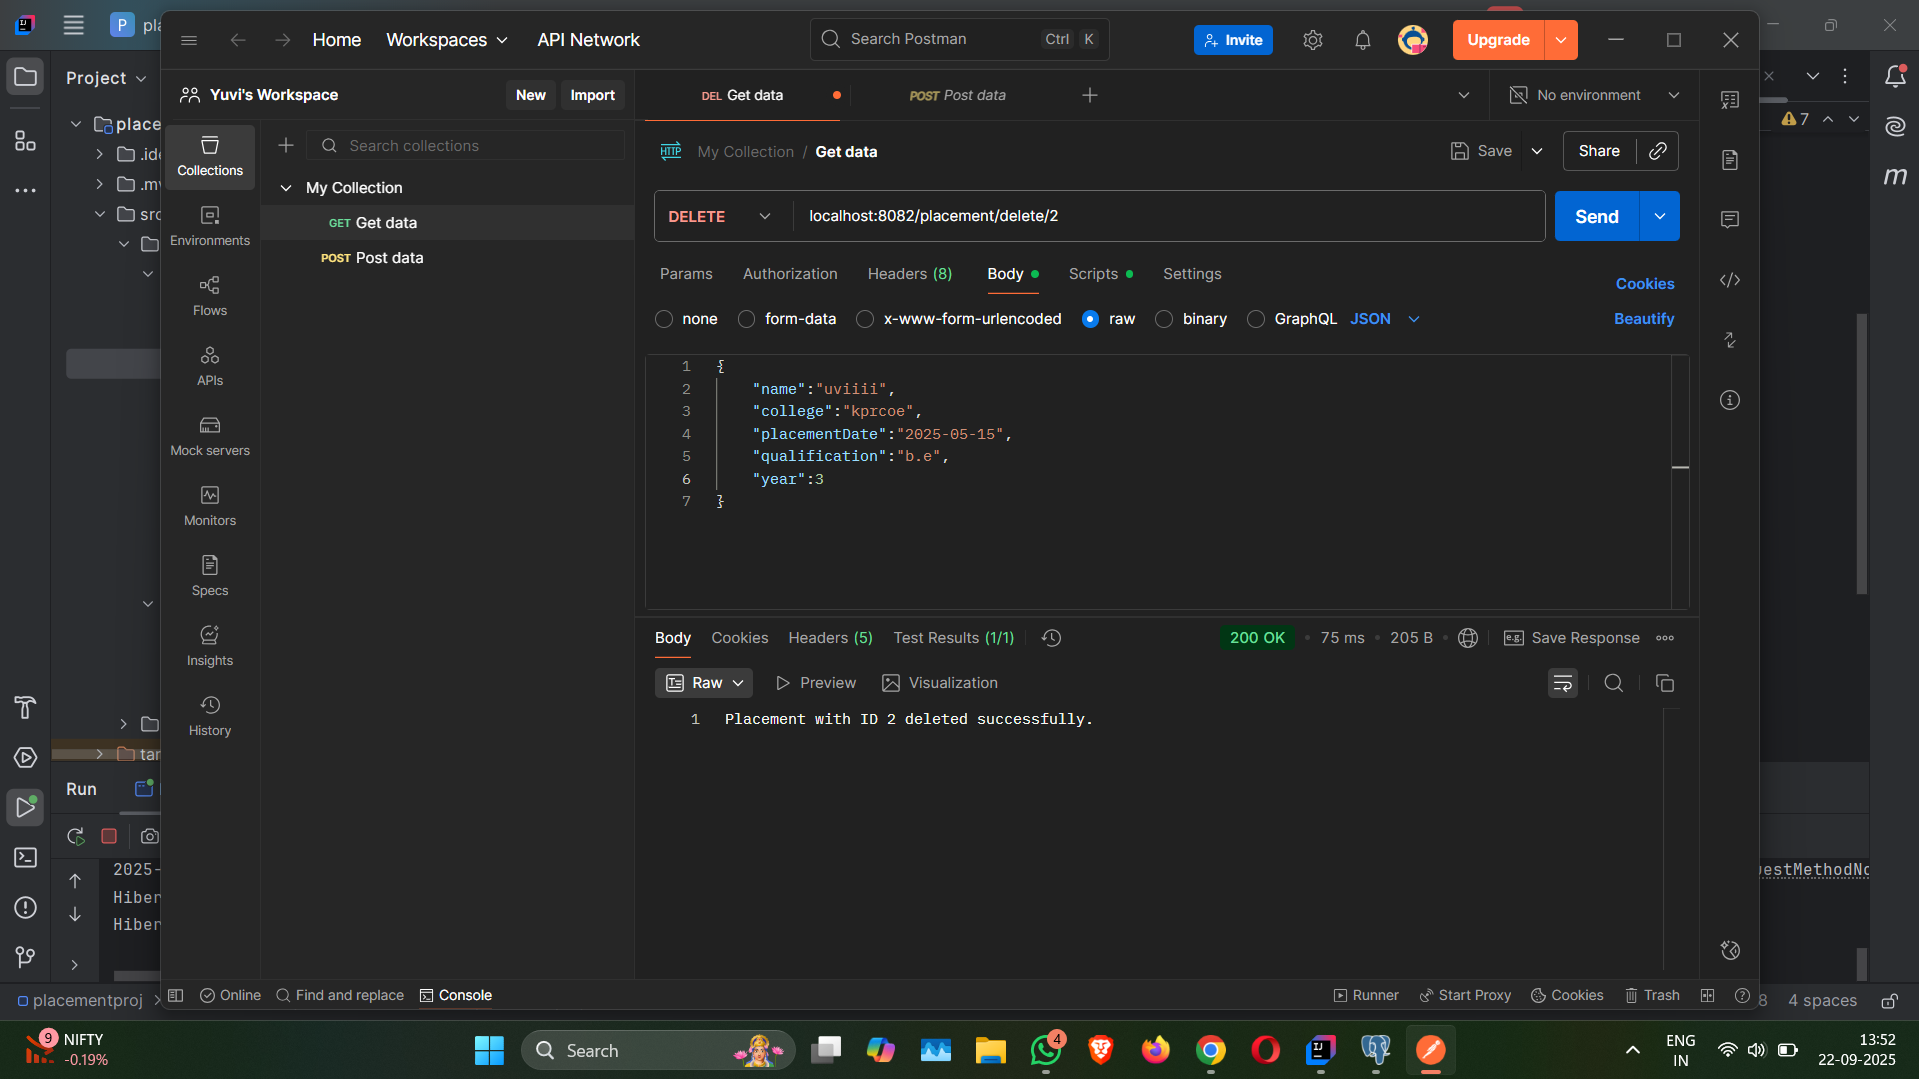 P
Home
Workspaces
API Network
Search Postman
Ctrl
K
Invite
Upgrade
Project
Yuvi's Workspace
New
Import
DEL Get data
POST Post data
No environment
7
place
.ide
src
tar
Collections
Environments
Flows
APIs
Mock servers
Monitors
Specs
Insights
History
Search collections
My Collection
GET Get data
POST Post data
HTTP
My Collection / Get data
Save
Share
DELETE
localhost:8082/placement/delete/2
Send
Params
Authorization
Headers (8)
Body
Scripts
Settings
Cookies
none
form-data
x-www-form-urlencoded
raw
binary
GraphQL
JSON
Beautify
1 {
2 "name":"uviiii",
3 "college":"kprcoe",
4 "placementDate":"2025-05-15",
5 "qualification":"b.e",
6 "year":3
7 }
Body
Cookies
Headers (5)
Test Results (1/1)
200 OK
75 ms
205 B
e.g.
Save Response
Raw
Preview
Visualization
1 Placement with ID 2 deleted successfully.
m
Run
2025-
Hiber
Hiber
estMethodNo
Online
Find and replace
Console
Runner
Start Proxy
Cookies
Trash
placementproj
8
4 spaces
9
NIFTY
-0.19%
Search
4
ENG
IN
13:52
22-09-2025